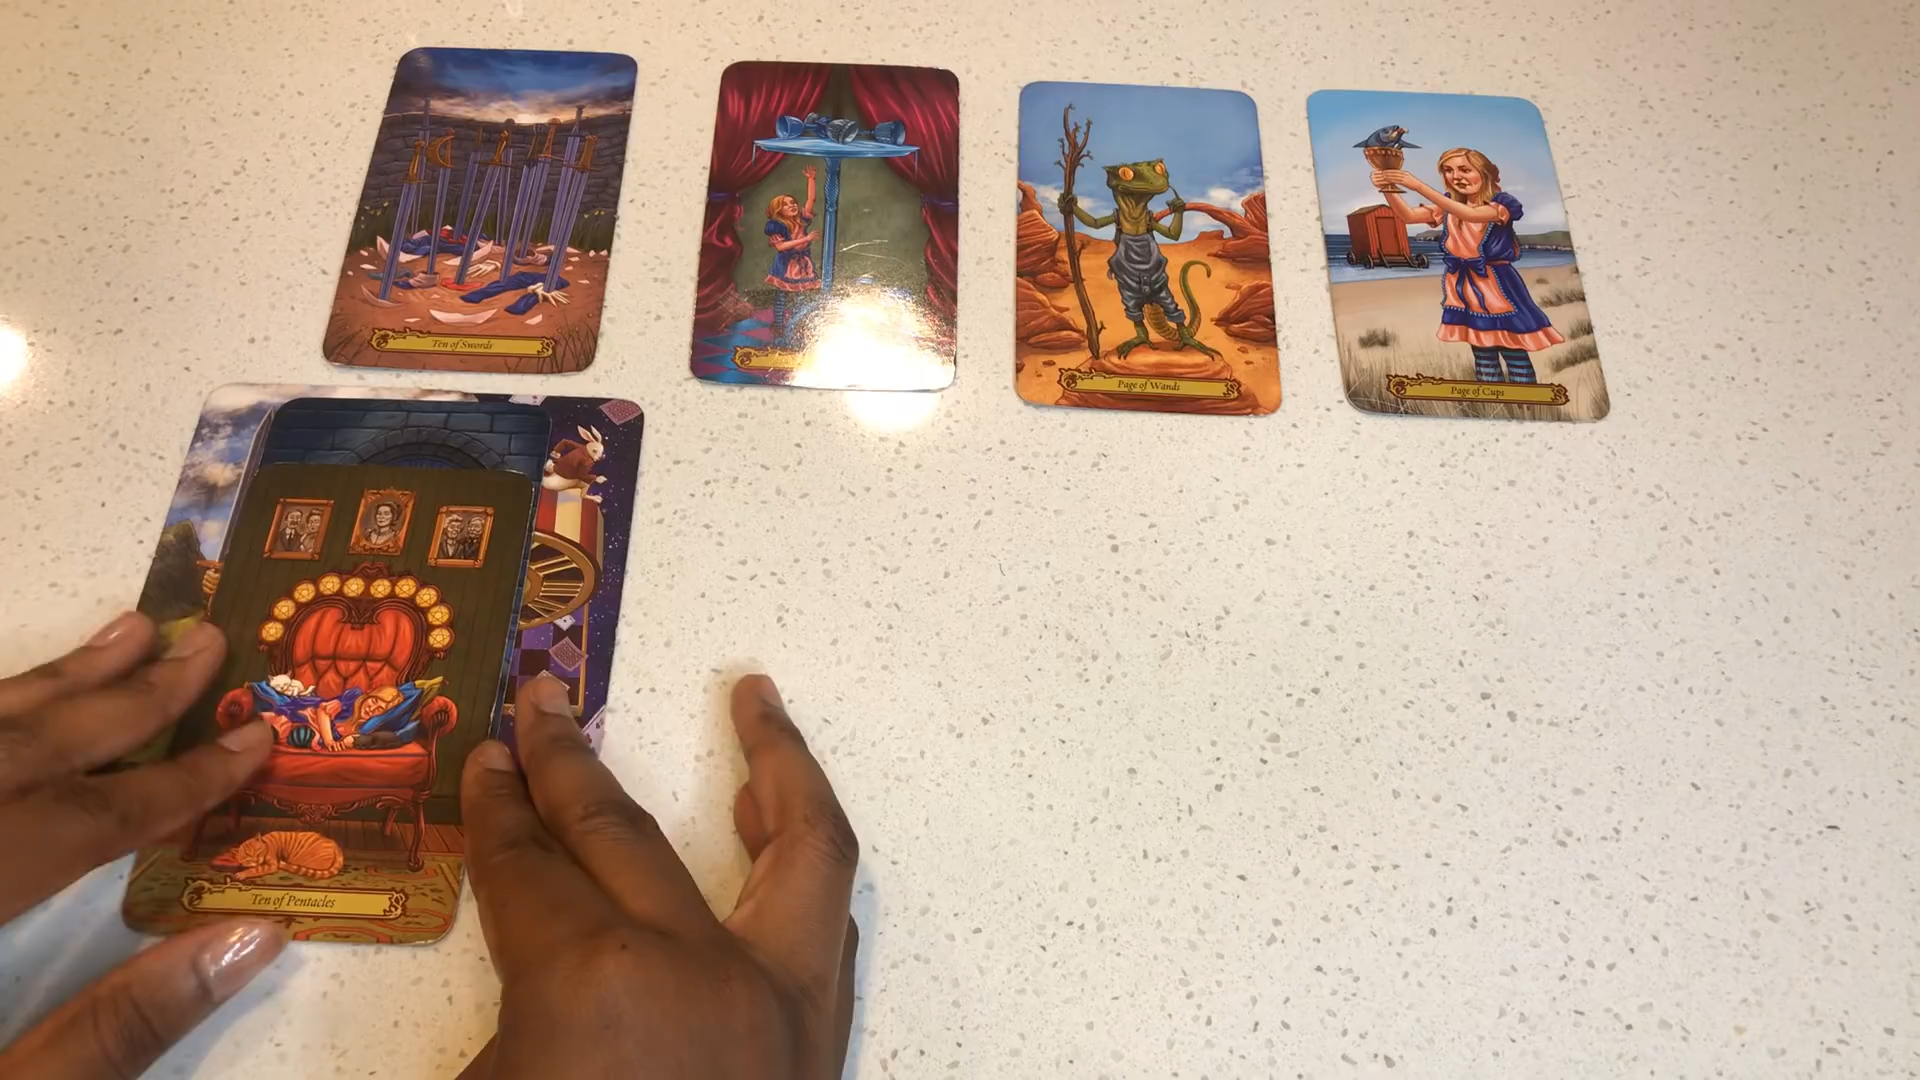 Ten of Swords
Page of Wands
Page of Cups
Ten of Pentacles